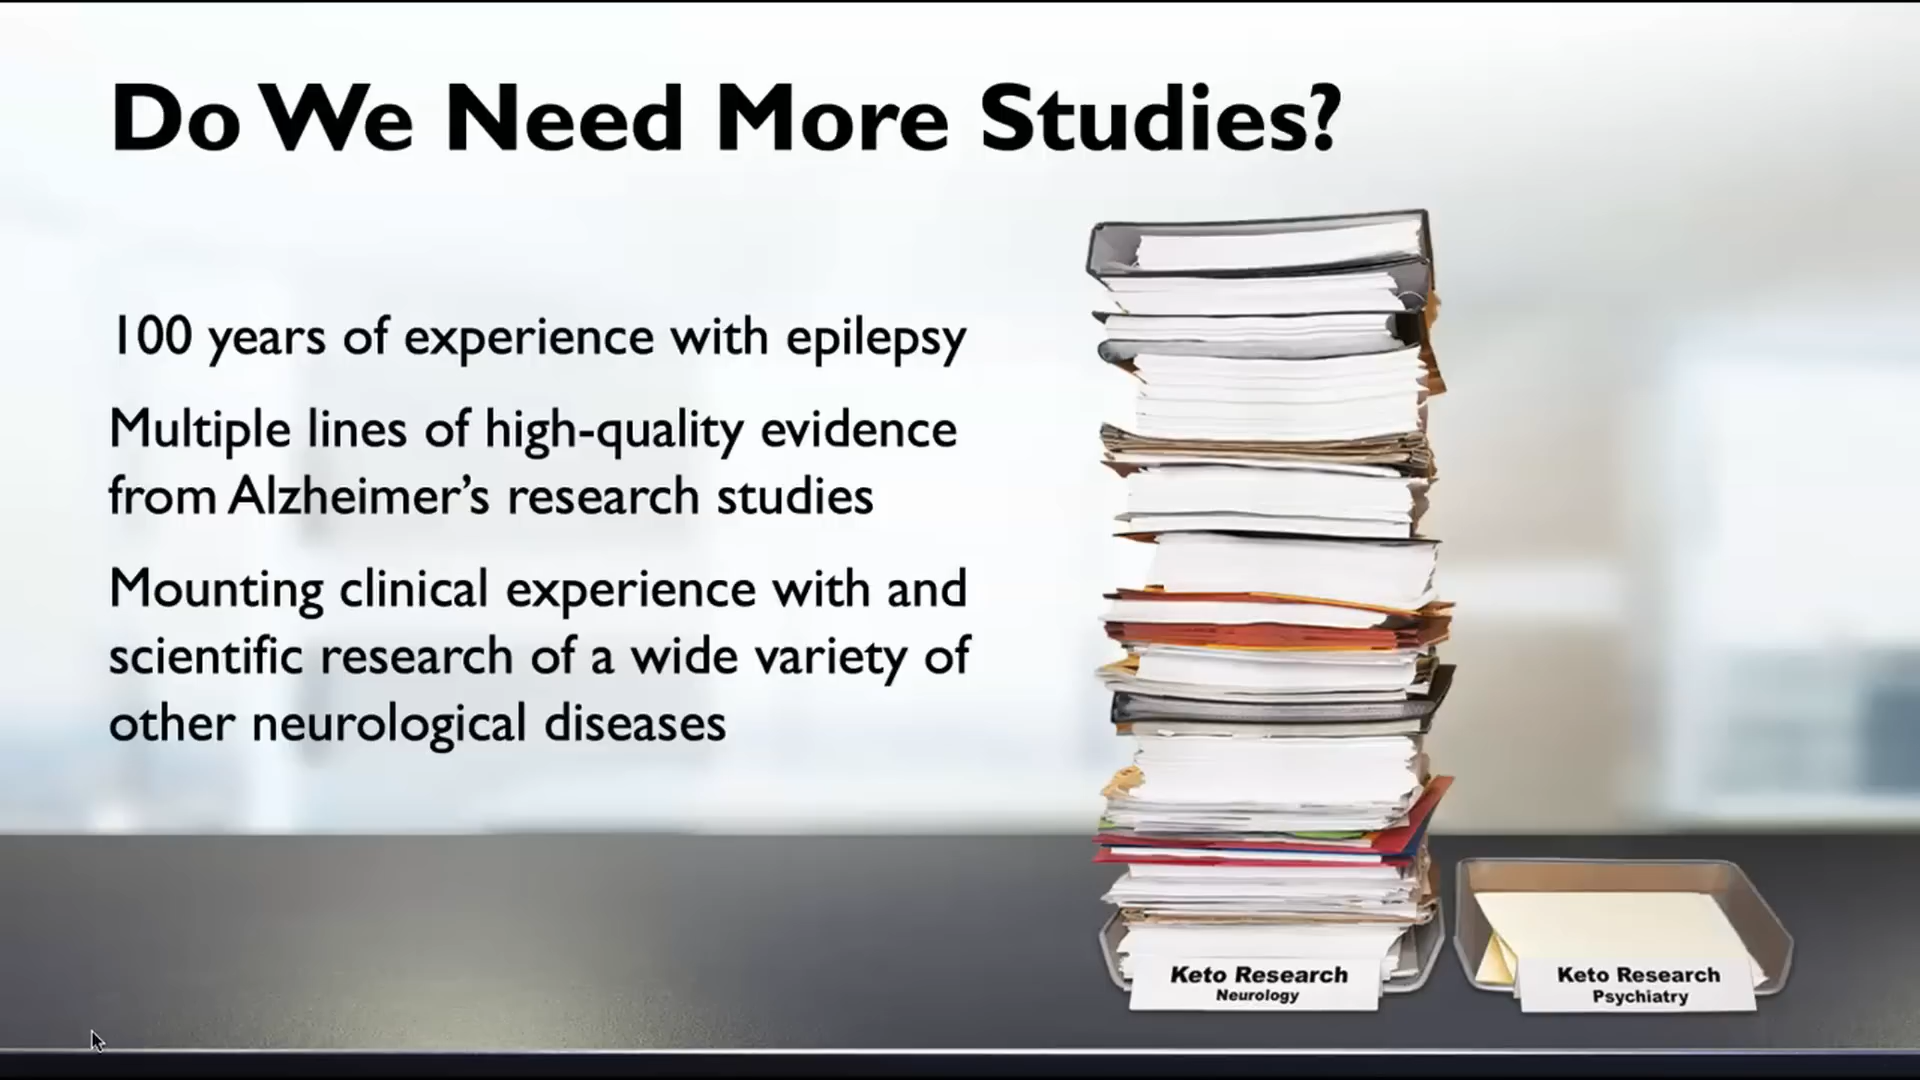 Do We Need More Studies?
100 years of experience with epilepsy
Multiple lines of high-quality evidence
from Alzheimer’s research studies
Mounting clinical experience with and
scientific research of a wide variety of
other neurological diseases
Keto Research
Neurology
Keto Research
Psychiatry